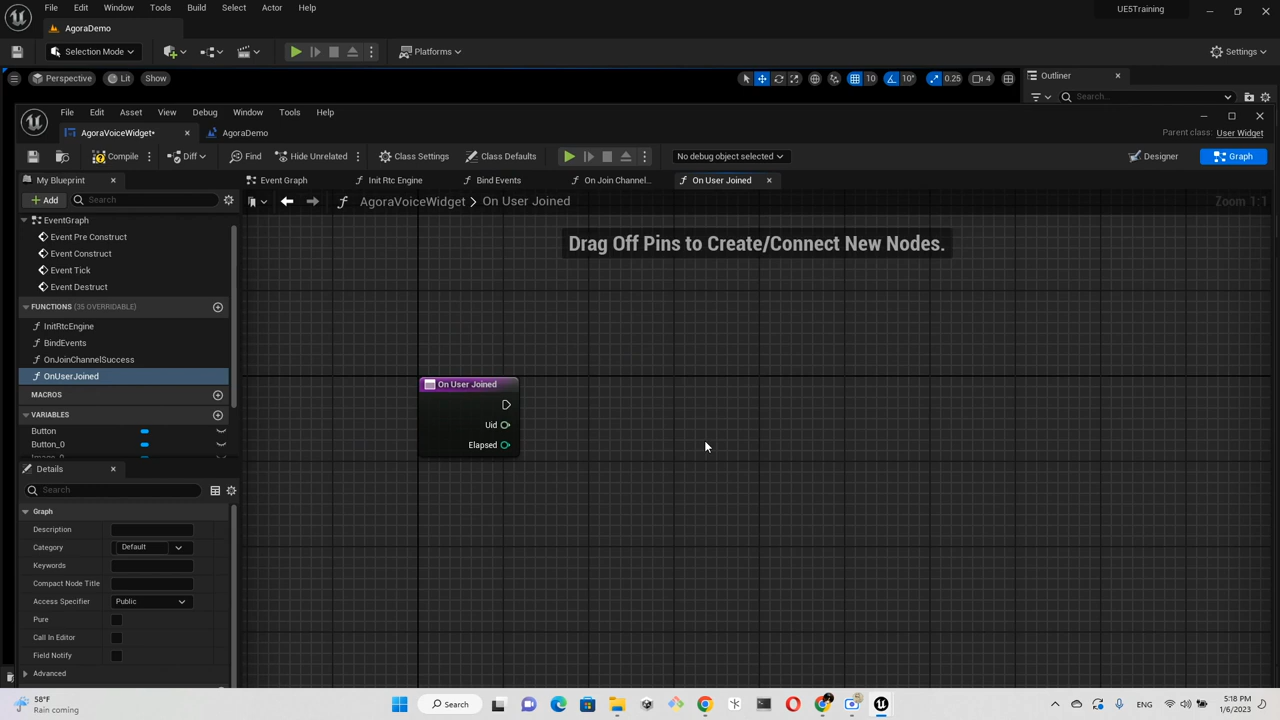 File Edit Window Tools Build Select Actor Help
UE5Training
AgoraDemo
Selection Mode
Platforms
Settings
Perspective Lit Show
10 10° 0.25 4
Outliner
Search...
File Edit Asset View Debug Window Tools Help
AgoraVoiceWidget* AgoraDemo
Parent class: User Widget
Compile Diff Find Hide Unrelated Class Settings Class Defaults No debug object selected Designer Graph
My Blueprint
Event Graph Init Rtc Engine Bind Events On Join Channel... On User Joined
Add Search
AgoraVoiceWidget > On User Joined
Zoom 1:1
EventGraph
Event Pre Construct
Event Construct
Event Tick
Event Destruct
Drag Off Pins to Create/Connect New Nodes.
FUNCTIONS (35 OVERRIDABLE)
InitRtcEngine
BindEvents
OnJoinChannelSuccess
OnUserJoined
MACROS
VARIABLES
Button
Button_0
On User Joined
Uid
Elapsed
Details
Search
Graph
Description
Category Default
Keywords
Compact Node Title
Access Specifier Public
Pure
Call In Editor
Field Notify
Advanced
58°F
Rain coming
Search
ENG
5:18 PM
1/6/2023